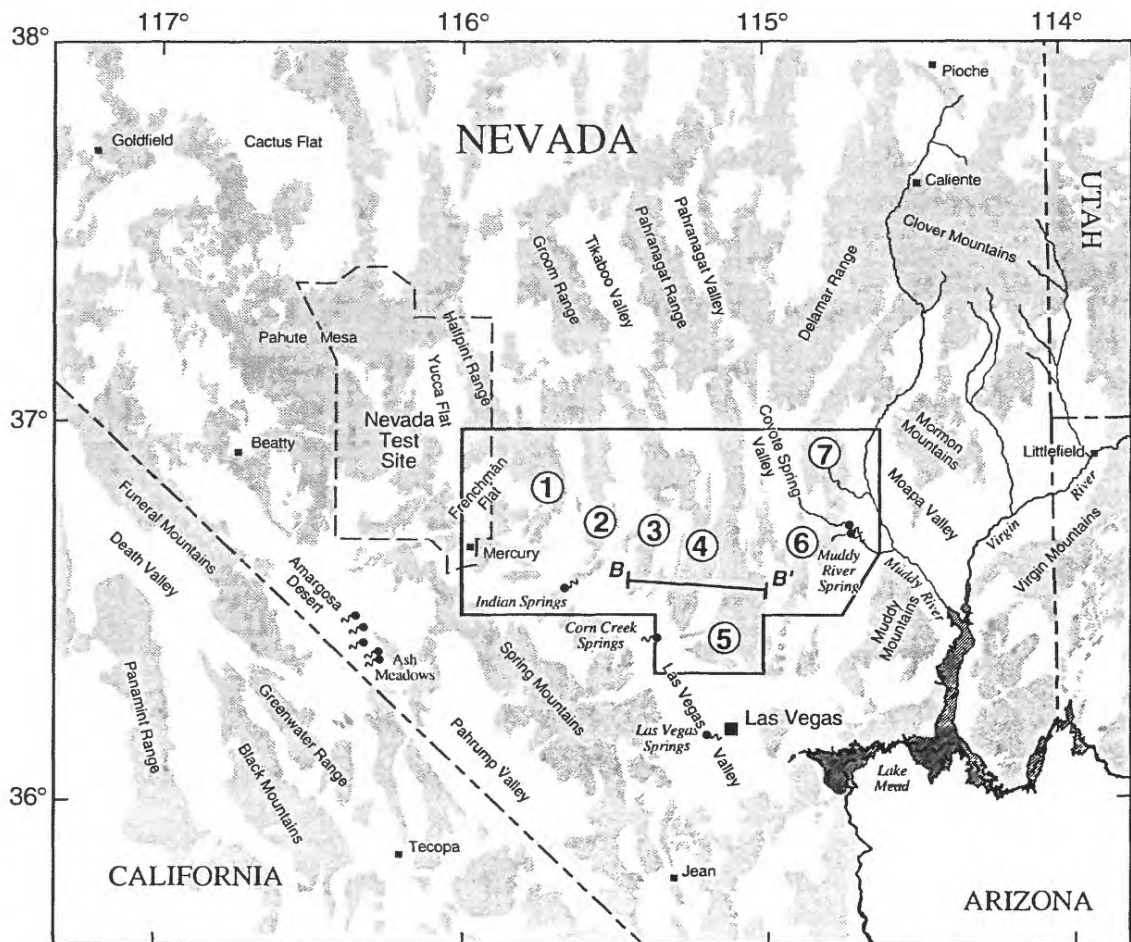 117°
116°
115°
114°
38°
Pioche
Goldfield
Cactus Flat
NEVADA
Caliente
UTAH
Clover Mountains
Groom Range
Tikaboo Valley
Pahranagat Range
Pahranagat Valley
Delamar Range
Pahute Mesa
Halfpint Range
Yucca Flat
37°
Nevada
Test
Site
Beatty
Frenchman
Flat
Coyote Spring
Valley
Mormon
Mountains
Littlefield
Moapa Valley
Virgin
River
Virgin Mountains
1
2
3
4
5
6
7
Mercury
B
B'
Muddy
River
Spring
Muddy River
Muddy
Mountains
Funeral Mountains
Death Valley
Amargosa
Desert
Ash
Meadows
Indian Springs
Corn Creek
Springs
Spring Mountains
Las Vegas
Valley
Las Vegas
Springs
Las Vegas
Panamint Range
Greenwater Range
Black Mountains
Pahrump Valley
36°
Lake
Mead
Tecopa
Jean
CALIFORNIA
ARIZONA